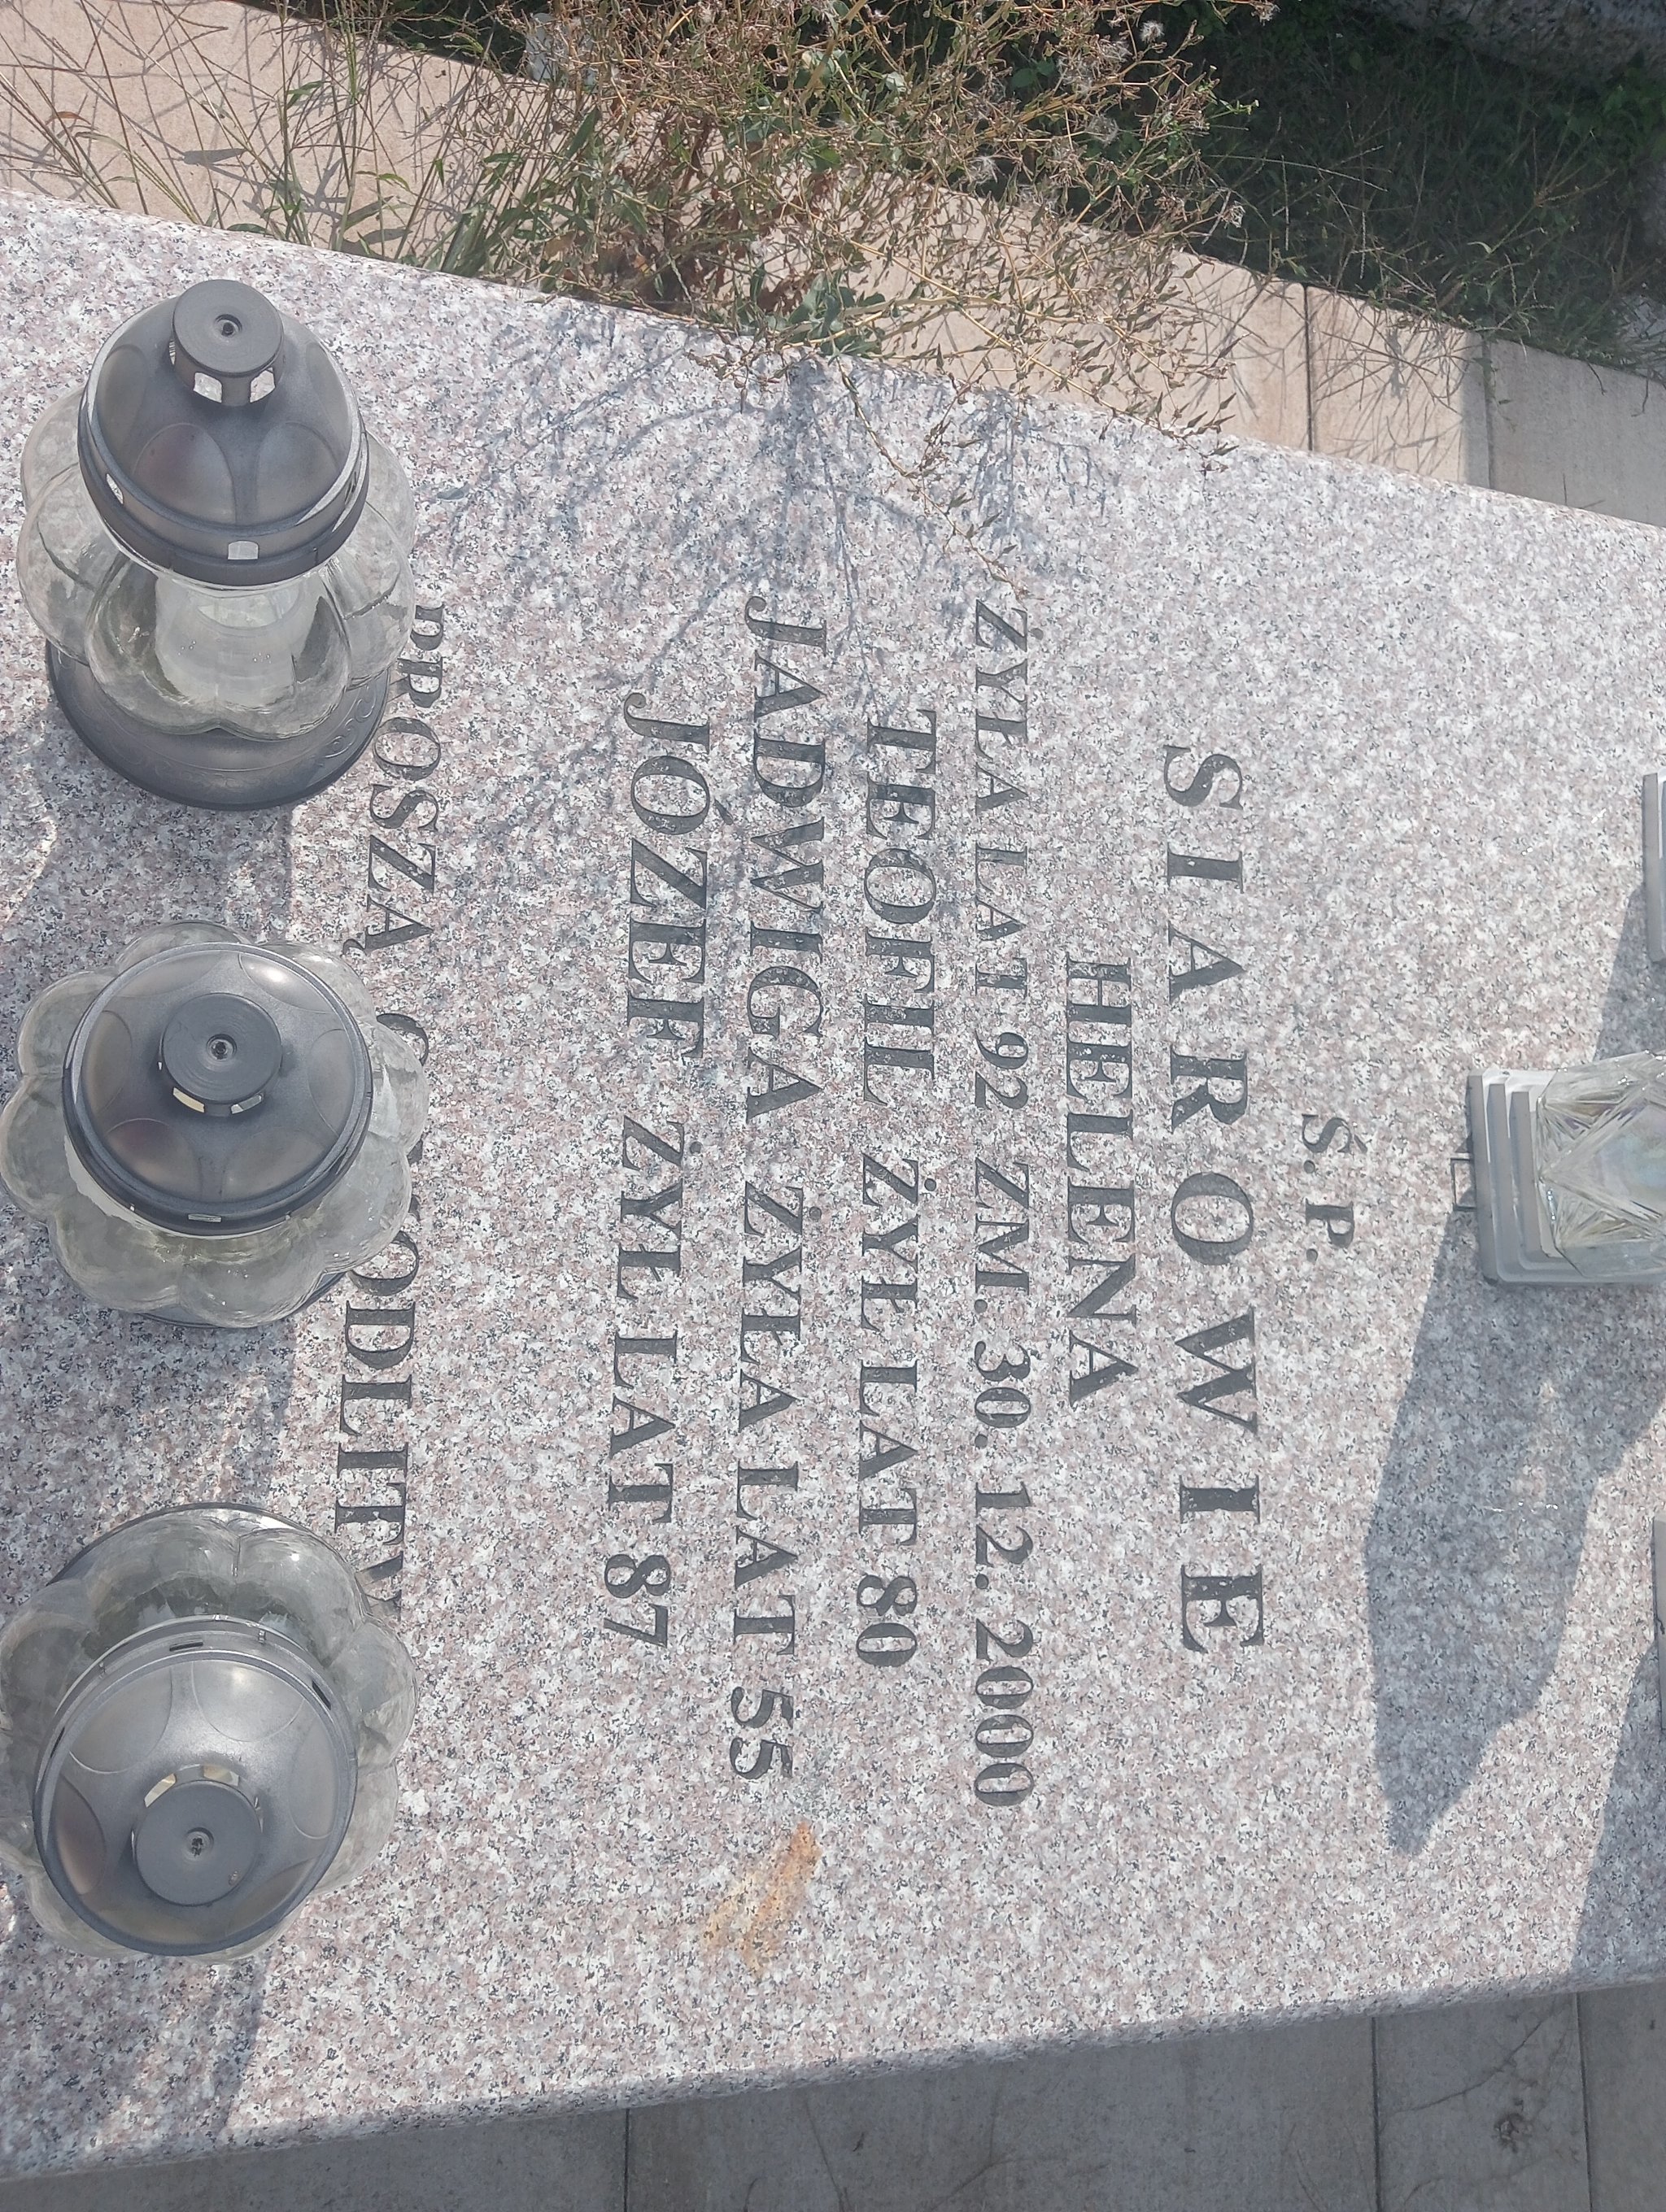 Ś.P.
SIAROWIE
HELENA
ŻYŁA LAT 92 ZM. 30. 12. 2000
TEOFIL ŻYŁ LAT 80
JADWIGA ŻYŁA LAT 55
JÓZEF ŻYŁ LAT 87
PROSZĄ O MODLITWY